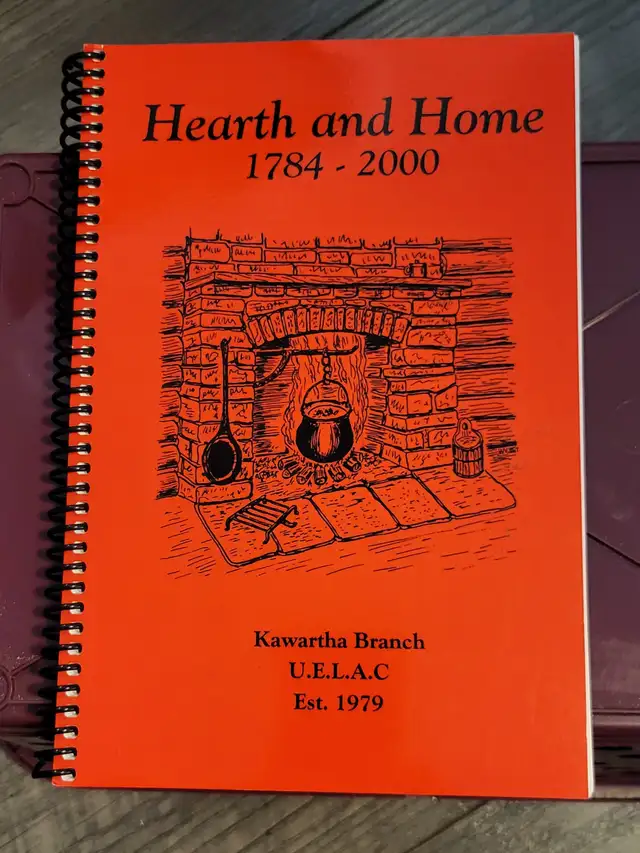 Hearth and Home
1784 - 2000
Kawartha Branch
U.E.L.A.C
Est. 1979